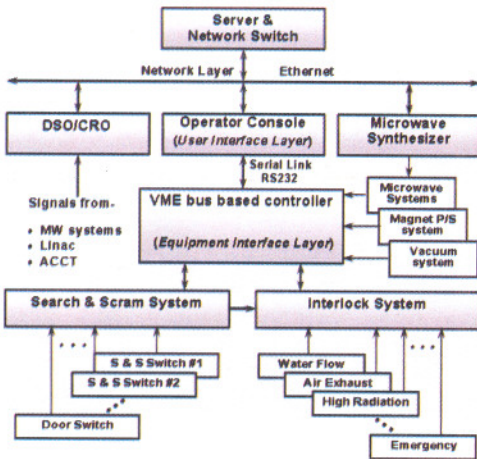 Server &
Network Switch
Network Layer
Ethernet
DSO/CRO
Operator Console
(User Interface Layer)
Microwave
Synthesizer
Serial Link
RS232
Signals from-
• MW systems
• Linac
• ACCT
VME bus based controller
(Equipment Interface Layer)
Microwave
Systems
Magnet P/S
system
Vacuum
system
Search & Scram System
Interlock System
S & S Switch #1
S & S Switch #2
Door Switch
Water Flow
Air Exhaust
High Radiation
Emergency